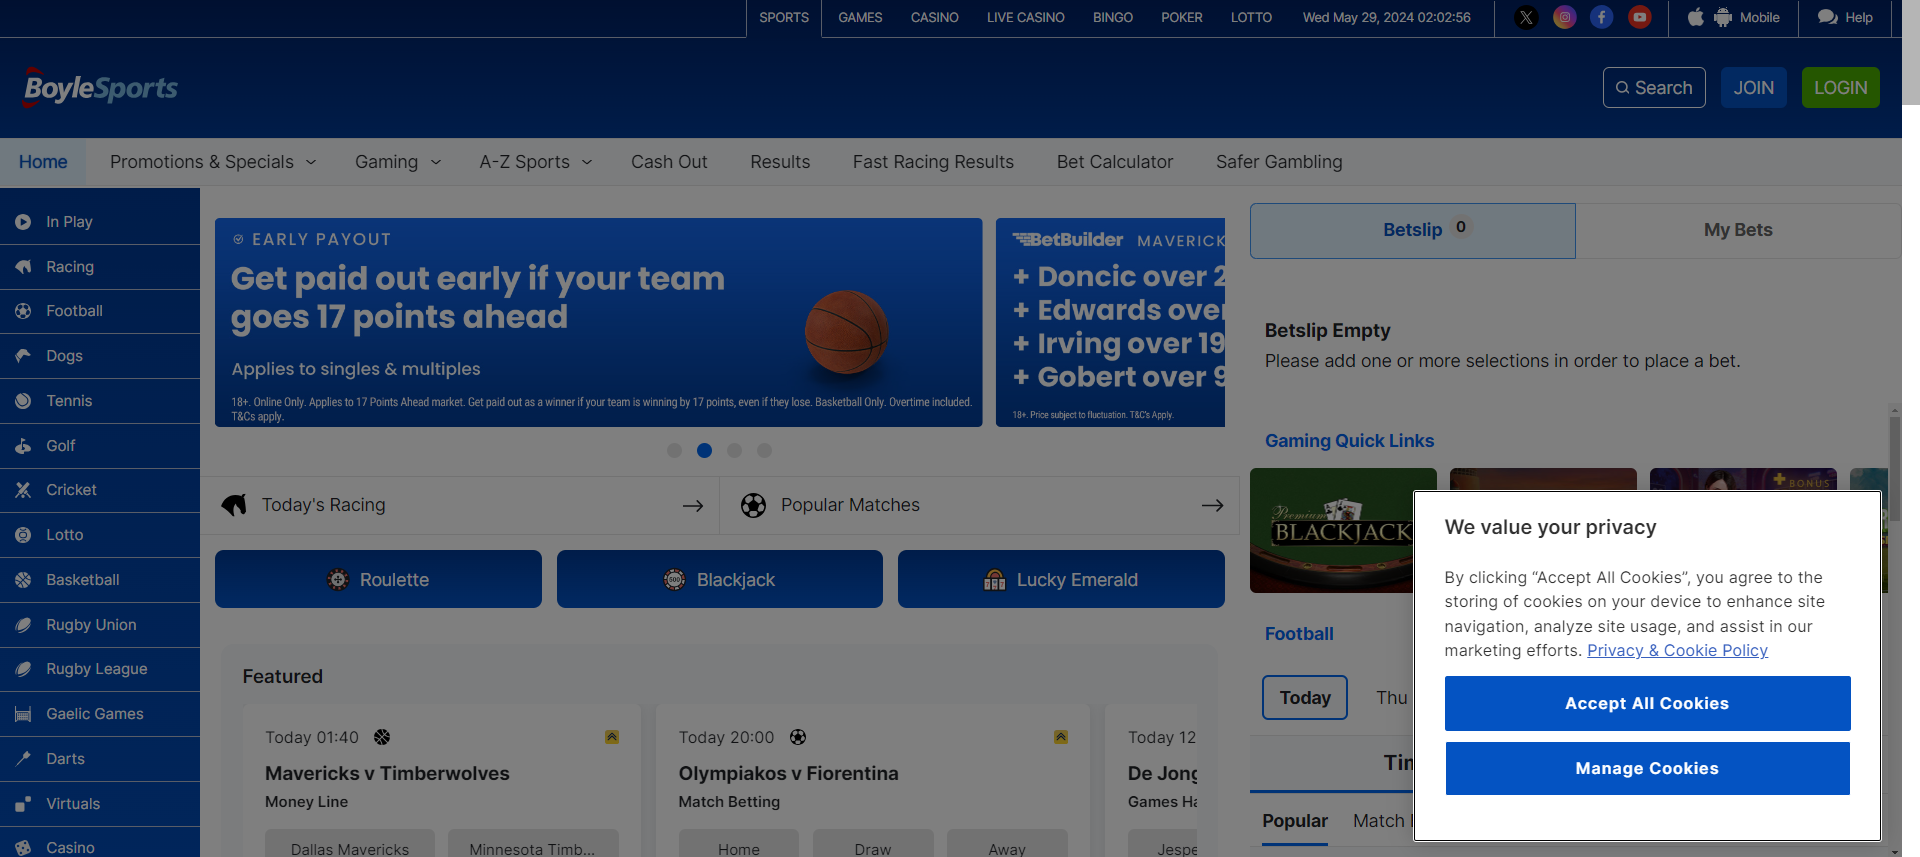 SPORTS GAMES CASINO LIVE CASINO BINGO POKER LOTTO Wed May 29, 2024 02:02:56 Mobile Help
BoyleSports
Search JOIN LOGIN
Home Promotions & Specials Gaming A-Z Sports Cash Out Results Fast Racing Results Bet Calculator Safer Gambling
In Play
Racing
Football
Dogs
Tennis
Golf
Cricket
Lotto
Basketball
Rugby Union
Rugby League
Gaelic Games
Darts
Virtuals
Casino
EARLY PAYOUT
Get paid out early if your team
goes 17 points ahead
Applies to singles & multiples
18+. Online Only. Applies to 17 Points Ahead market. Get paid out as a winner if your team is winning by 17 points, even if they lose. Basketball Only. Overtime included.
T&Cs apply.
BetBuilder MAVERICK
+ Doncic over 2
+ Edwards over
+ Irving over 19
+ Gobert over 9
18+. Price subject to fluctuation. T&C's Apply.
Today's Racing
Popular Matches
Roulette
Blackjack
Lucky Emerald
Featured
Today 01:40
Mavericks v Timberwolves
Money Line
Dallas Mavericks Minnesota Timb...
Today 20:00
Olympiakos v Fiorentina
Match Betting
Home Draw Away
Today 12
De Jong
Games Ha
Jespe
Betslip 0 My Bets
Betslip Empty
Please add one or more selections in order to place a bet.
Gaming Quick Links
Premium
BLACKJACK
+BONUS
Football
Today Thu
Tim
Popular Match
We value your privacy
By clicking “Accept All Cookies”, you agree to the
storing of cookies on your device to enhance site
navigation, analyze site usage, and assist in our
marketing efforts. Privacy & Cookie Policy
Accept All Cookies
Manage Cookies